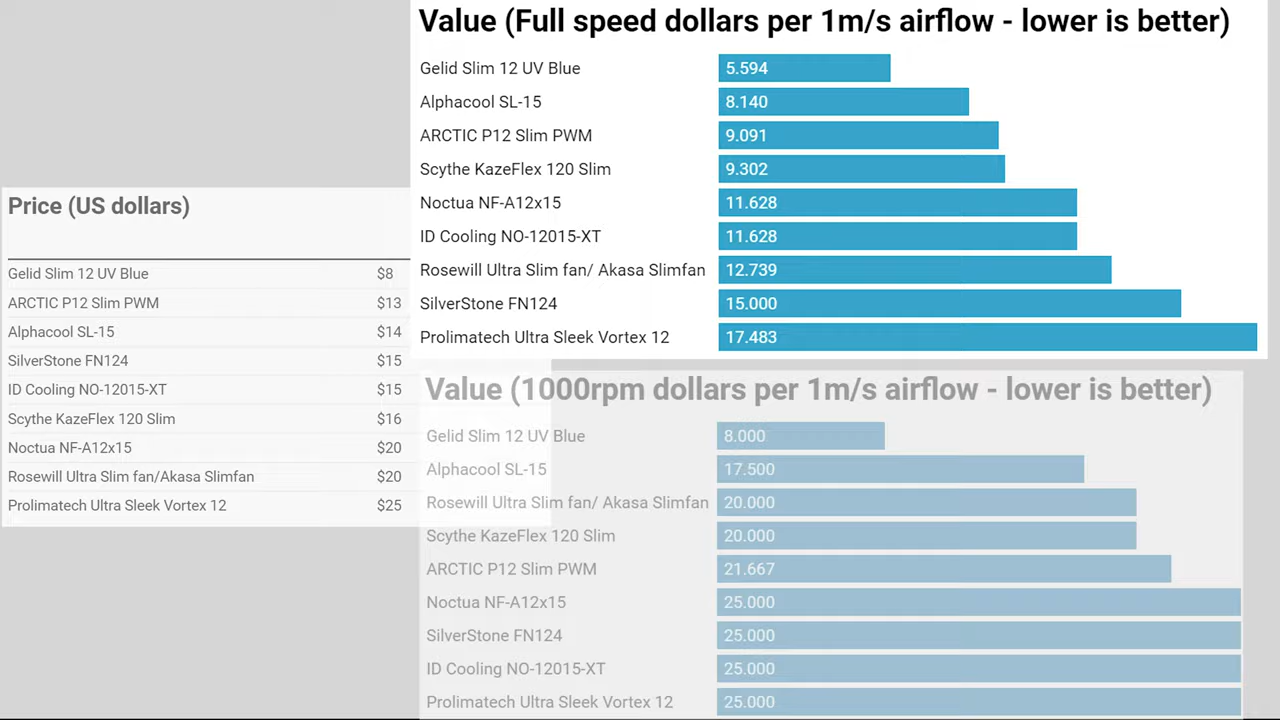 Value (Full speed dollars per 1m/s airflow - lower is better)
Gelid Slim 12 UV Blue 5.594
Alphacool SL-15 8.140
ARCTIC P12 Slim PWM 9.091
Scythe KazeFlex 120 Slim 9.302
Noctua NF-A12x15 11.628
ID Cooling NO-12015-XT 11.628
Rosewill Ultra Slim fan/ Akasa Slimfan 12.739
SilverStone FN124 15.000
Prolimatech Ultra Sleek Vortex 12 17.483
Price (US dollars)
Gelid Slim 12 UV Blue $8
ARCTIC P12 Slim PWM $13
Alphacool SL-15 $14
SilverStone FN124 $15
ID Cooling NO-12015-XT $15
Scythe KazeFlex 120 Slim $16
Noctua NF-A12x15 $20
Rosewill Ultra Slim fan/Akasa Slimfan $20
Prolimatech Ultra Sleek Vortex 12 $25
Value (1000rpm dollars per 1m/s airflow - lower is better)
Gelid Slim 12 UV Blue 8.000
Alphacool SL-15 17.500
Rosewill Ultra Slim fan/ Akasa Slimfan 20.000
Scythe KazeFlex 120 Slim 20.000
ARCTIC P12 Slim PWM 21.667
Noctua NF-A12x15 25.000
SilverStone FN124 25.000
ID Cooling NO-12015-XT 25.000
Prolimatech Ultra Sleek Vortex 12 25.000